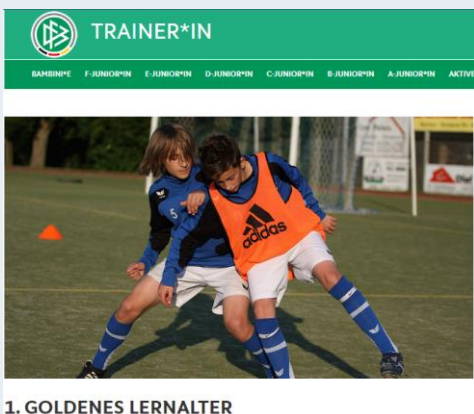 DFB
TRAINER*IN
BAMBINI*E F-JUNIOR*IN E-JUNIOR*IN D-JUNIOR*IN C-JUNIOR*IN B-JUNIOR*IN A-JUNIOR*IN AKTIVE
5
adidas
1. GOLDENES LERNALTER